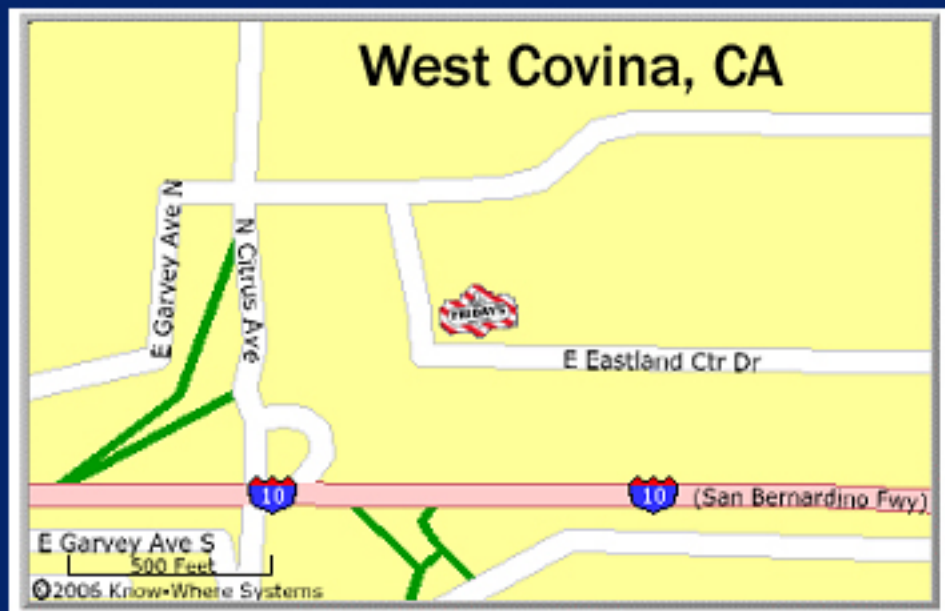 West Covina, CA
E Garvey Ave N
N Citrus Ave
FRIDAY'S
E Eastland Ctr Dr
10
10
(San Bernardino Fwy)
E Garvey Ave S
500 Feet
©2006 Know•Where Systems